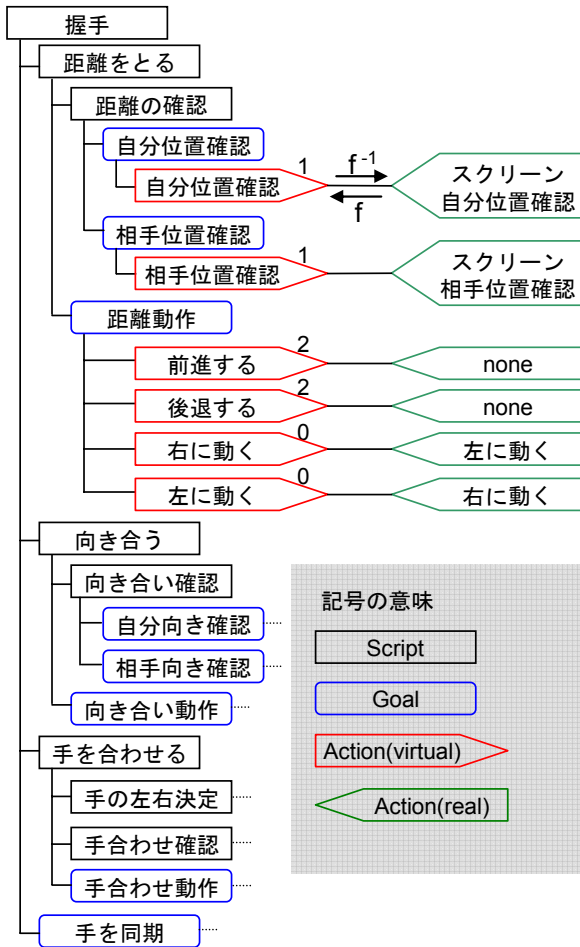 握手
距離をとる
距離の確認
自分位置確認
自分位置確認
1
f -1
f
スクリーン
自分位置確認
相手位置確認
相手位置確認
1
スクリーン
相手位置確認
距離動作
前進する
2
none
後退する
2
none
右に動く
0
左に動く
左に動く
0
右に動く
向き合う
向き合い確認
自分向き確認 .....
相手向き確認 .....
向き合い動作 .....
手を合わせる
手の左右決定 .....
手合わせ確認 .....
手合わせ動作 .....
手を同期 .....
記号の意味
Script
Goal
Action(virtual)
Action(real)